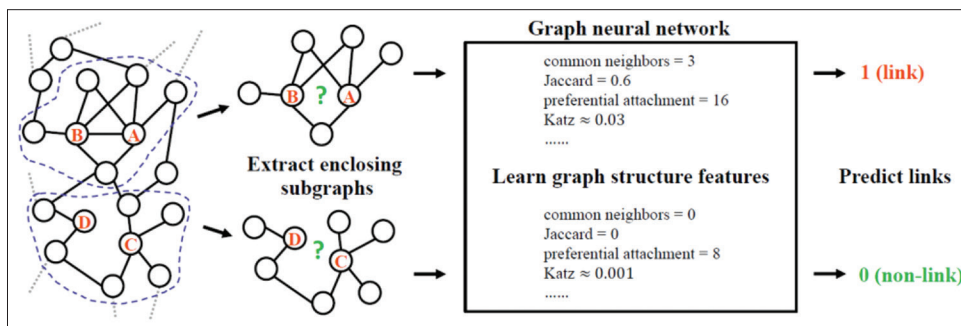 Graph neural network
B
A
B
?
A
common neighbors = 3
Jaccard = 0.6
preferential attachment = 16
Katz ≈ 0.03
......
1 (link)
Extract enclosing
subgraphs
Learn graph structure features
Predict links
D
C
D
?
C
common neighbors = 0
Jaccard = 0
preferential attachment = 8
Katz ≈ 0.001
......
0 (non-link)